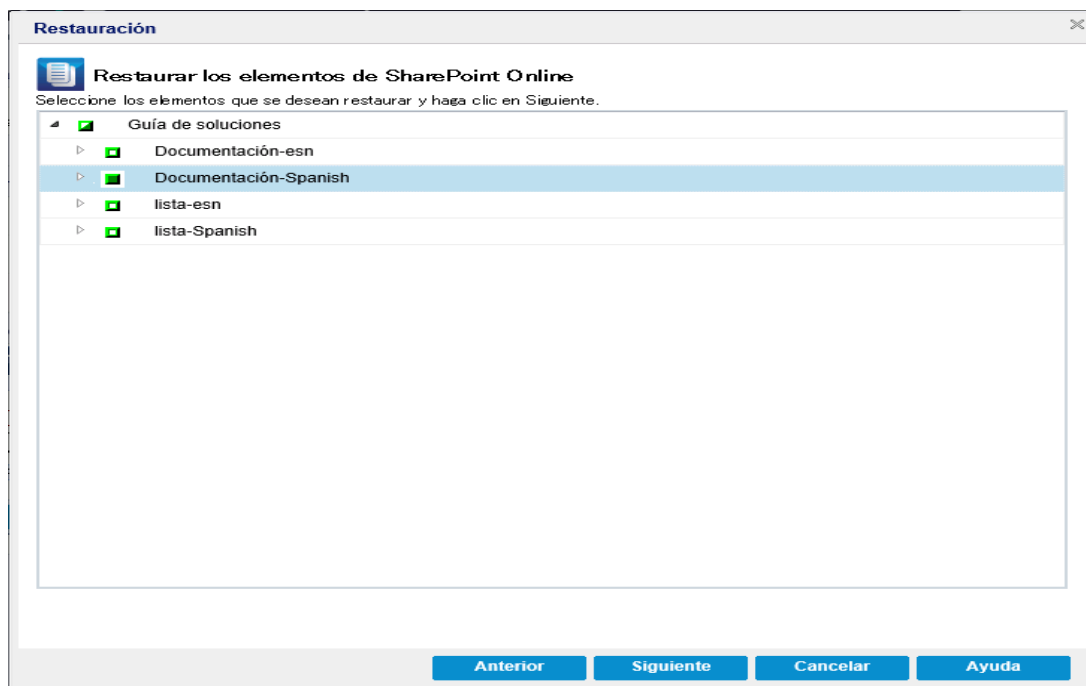 Restauración
Restaurar los elementos de SharePoint Online
Seleccione los elementos que se desean restaurar y haga clic en Siguiente.
Guía de soluciones
Documentación-esn
Documentación-Spanish
lista-esn
lista-Spanish
Anterior Siguiente Cancelar Ayuda